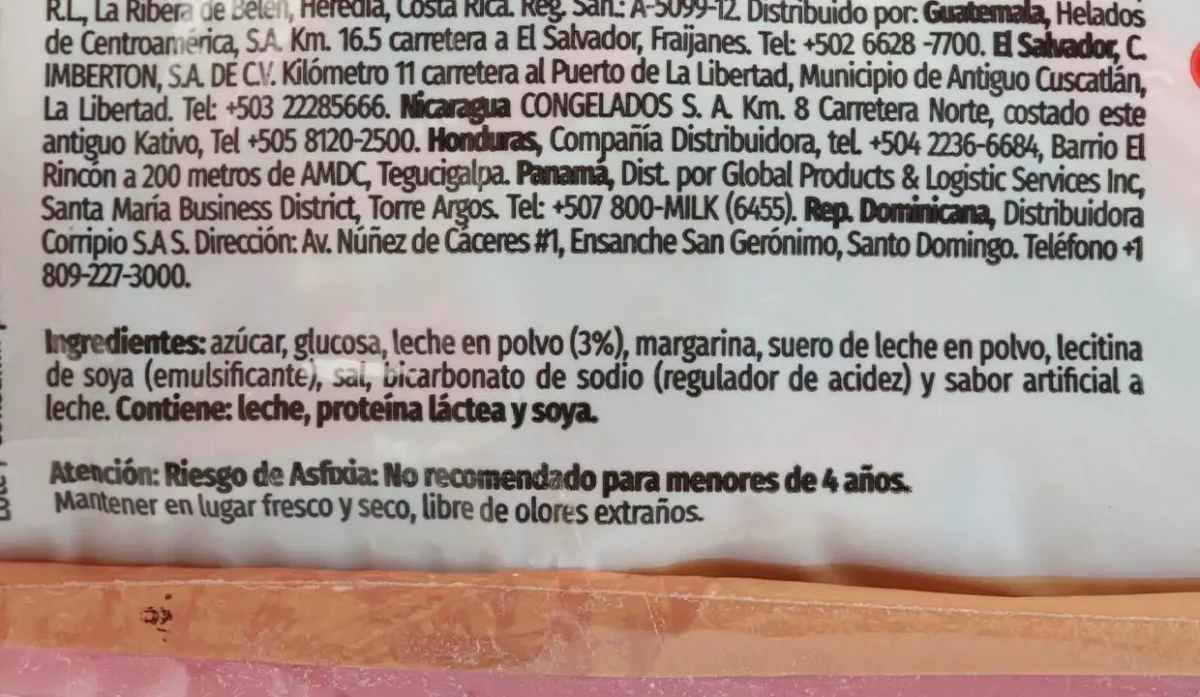 R.L., La Ribera de Belén, Heredia, Costa Rica. Reg. San.: A-5099-12. Distribuido por: Guatemala, Helados
de Centroamérica, S.A. Km. 16.5 carretera a El Salvador, Fraijanes. Tel: +502 6628 -7700. El Salvador, C.
IMBERTON, S.A. DE C.V. Kilómetro 11 carretera al Puerto de La Libertad, Municipio de Antiguo Cuscatlán,
La Libertad. Tel: +503 22285666. Nicaragua CONGELADOS S. A. Km. 8 Carretera Norte, costado este
antiguo Kativo, Tel +505 8120-2500. Honduras, Compañía Distribuidora, tel. +504 2236-6684, Barrio El
Rincón a 200 metros de AMDC, Tegucigalpa. Panamá, Dist. por Global Products & Logistic Services Inc,
Santa María Business District, Torre Argos. Tel: +507 800-MILK (6455). Rep. Dominicana, Distribuidora
Corripio S.A S. Dirección: Av. Núñez de Cáceres #1, Ensanche San Gerónimo, Santo Domingo. Teléfono +1
809-227-3000.
Ingredientes: azúcar, glucosa, leche en polvo (3%), margarina, suero de leche en polvo, lecitina
de soya (emulsificante), sal, bicarbonato de sodio (regulador de acidez) y sabor artificial a
leche. Contiene: leche, proteína láctea y soya.
Atención: Riesgo de Asfixia: No recomendado para menores de 4 años.
Mantener en lugar fresco y seco, libre de olores extraños.